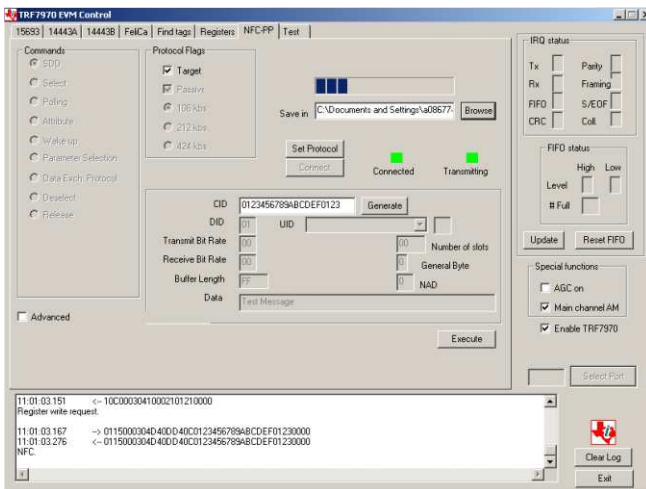 TRF7970 EVM Control
15693 14443A 14443B FeliCa Find tags Registers NFC-PP Test
Commands
SDD
Select
Polling
Attribute
Wake up
Parameter Selection
Data Exch. Protocol
Deselect
Release
Advanced
Protocol Flags
Target
Passive
106 kbs
212 kbs
424 kbs
Save in C:\Documents and Settings\a08677- Browse
Set Protocol
Connect
Connected Transmitting
CID 0123456789ABCDEF0123 Generate
DID 01 UID
Transmit Bit Rate 00 00 Number of slots
Receive Bit Rate 00 0 General Byte
Buffer Length FF 0 NAD
Data Test Message
Execute
IRQ status
Tx Parity
Rx Framing
FIFO S/EOF
CRC Coll.
FIFO status
High Low
Level
# Full
Update Reset FIFO
Special functions
AGC on
Main channel AM
Enable TRF7970
Select Port
11:01:03.151 <-- 10C00030410002101210000
Register write request.
11:01:03.167 --> 0115000304D40DD40C0123456789ABCDEF01230000
11:01:03.276 <-- 0115000304D40DD40C0123456789ABCDEF01230000
NFC.
Clear Log
Exit